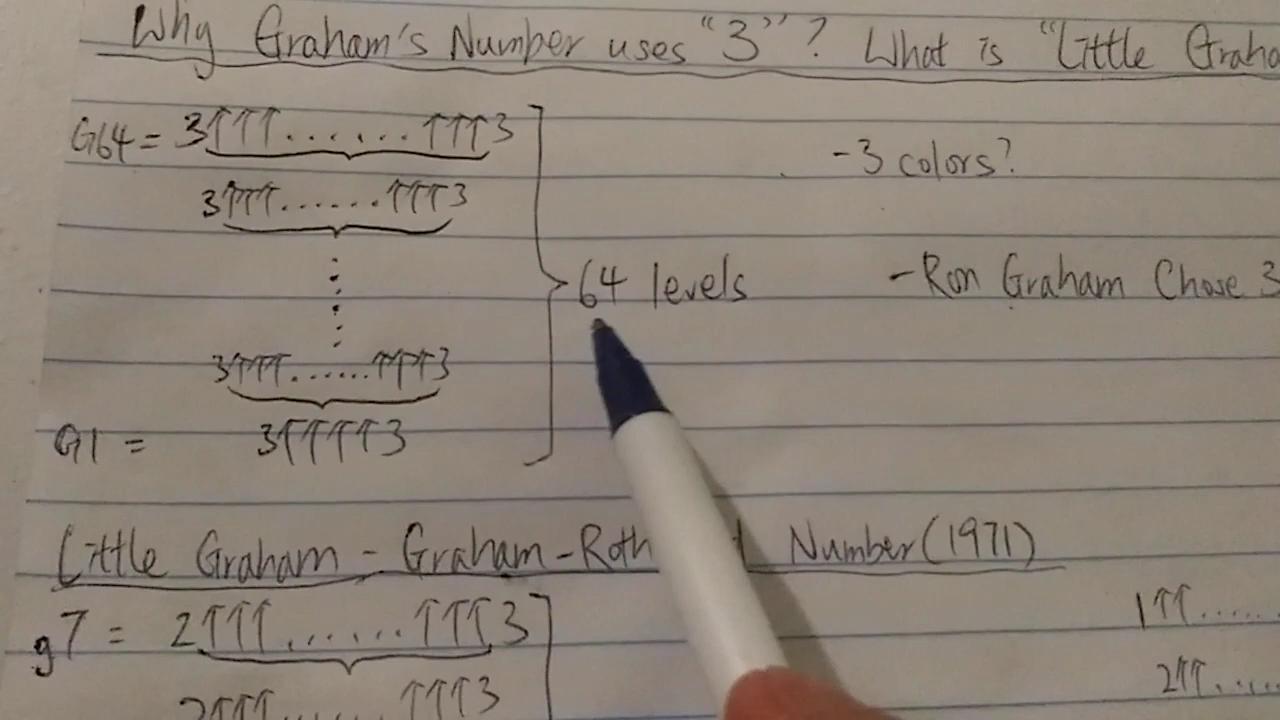 Why Graham's Number uses "3"? What is "Little Graha
G64 = 3↑↑↑.......↑↑↑3
- 3 colors?
3↑↑↑......↑↑↑3
64 levels
- Ron Graham Chose 3
3↑↑↑......↑↑↑3
G1 = 3↑↑↑↑3
Little Graham - Graham-Roth Number (1971)
g7 = 2↑↑↑.......↑↑↑3
1↑↑......
2↑↑↑......↑↑↑3
2↑↑.....